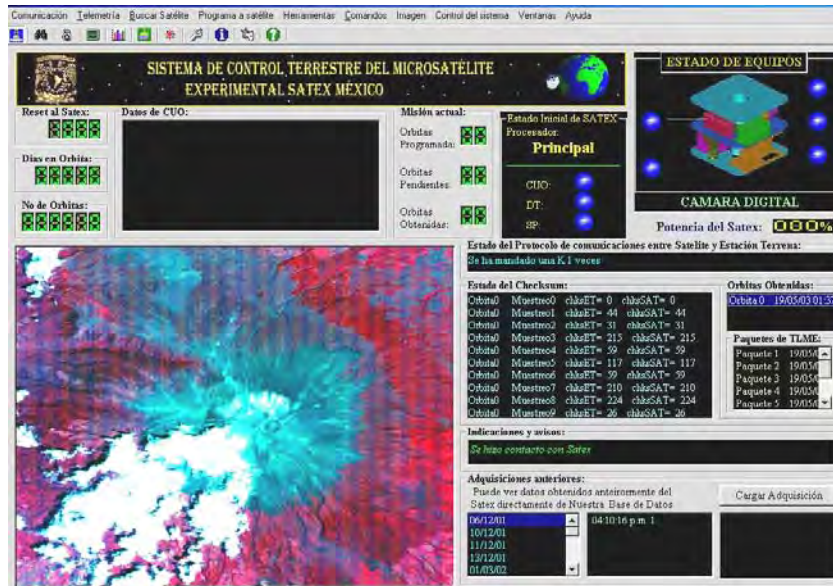 Comunicación Telemetría Buscar Satélite Programa a satélite Herramientas Comandos Imagen Control del sistema Ventanas Ayuda
SISTEMA DE CONTROL TERRESTRE DEL MICROSATÉLITE
EXPERIMENTAL SATEX MÉXICO
ESTADO DE EQUIPOS
CAMARA DIGITAL
Potencia del Satex: 080%
Reset al Satex:
Dias en Orbita:
No de Orbitas:
Datos de CUO:
Misión actual:
Orbitas
Programada:
Orbitas
Pendientes:
Orbitas
Obtenidas:
Estado Inicial de SATEX
Procesador:
Principal
CUO:
DT:
SP:
Estado del Protocolo de comunicaciones entre Satelite y Estación Terrena:
Se ha mandado una K 1 veces
Estado del Checksum:
Orbita0 Muestreo0 chksET= 0 chksSAT= 0
Orbita0 Muestreo1 chksET= 44 chksSAT= 44
Orbita0 Muestreo2 chksET= 31 chksSAT= 31
Orbita0 Muestreo3 chksET= 215 chksSAT= 215
Orbita0 Muestreo4 chksET= 59 chksSAT= 59
Orbita0 Muestreo5 chksET= 117 chksSAT= 117
Orbita0 Muestreo6 chksET= 59 chksSAT= 59
Orbita0 Muestreo7 chksET= 210 chksSAT= 210
Orbita0 Muestreo8 chksET= 224 chksSAT= 224
Orbita0 Muestreo9 chksET= 26 chksSAT= 26
Orbitas Obtenidas:
Orbita 0 19/05/03 01:37
Paquetes de TLME:
Paquete 1 19/05/0
Paquete 2 19/05/0
Paquete 3 19/05/0
Paquete 4 19/05/0
Paquete 5 19/05/0
Indicaciones y avisos:
Se hizo contacto con Satex
Adquisiciones anteriores:
Puede ver datos obtenidos anteiromente del
Satex directamente de Nuestra Base de Datos
Cargar Adquisición
06/12/01
10/12/01
11/12/01
13/12/01
01/03/02
04:10:16 p.m. 1